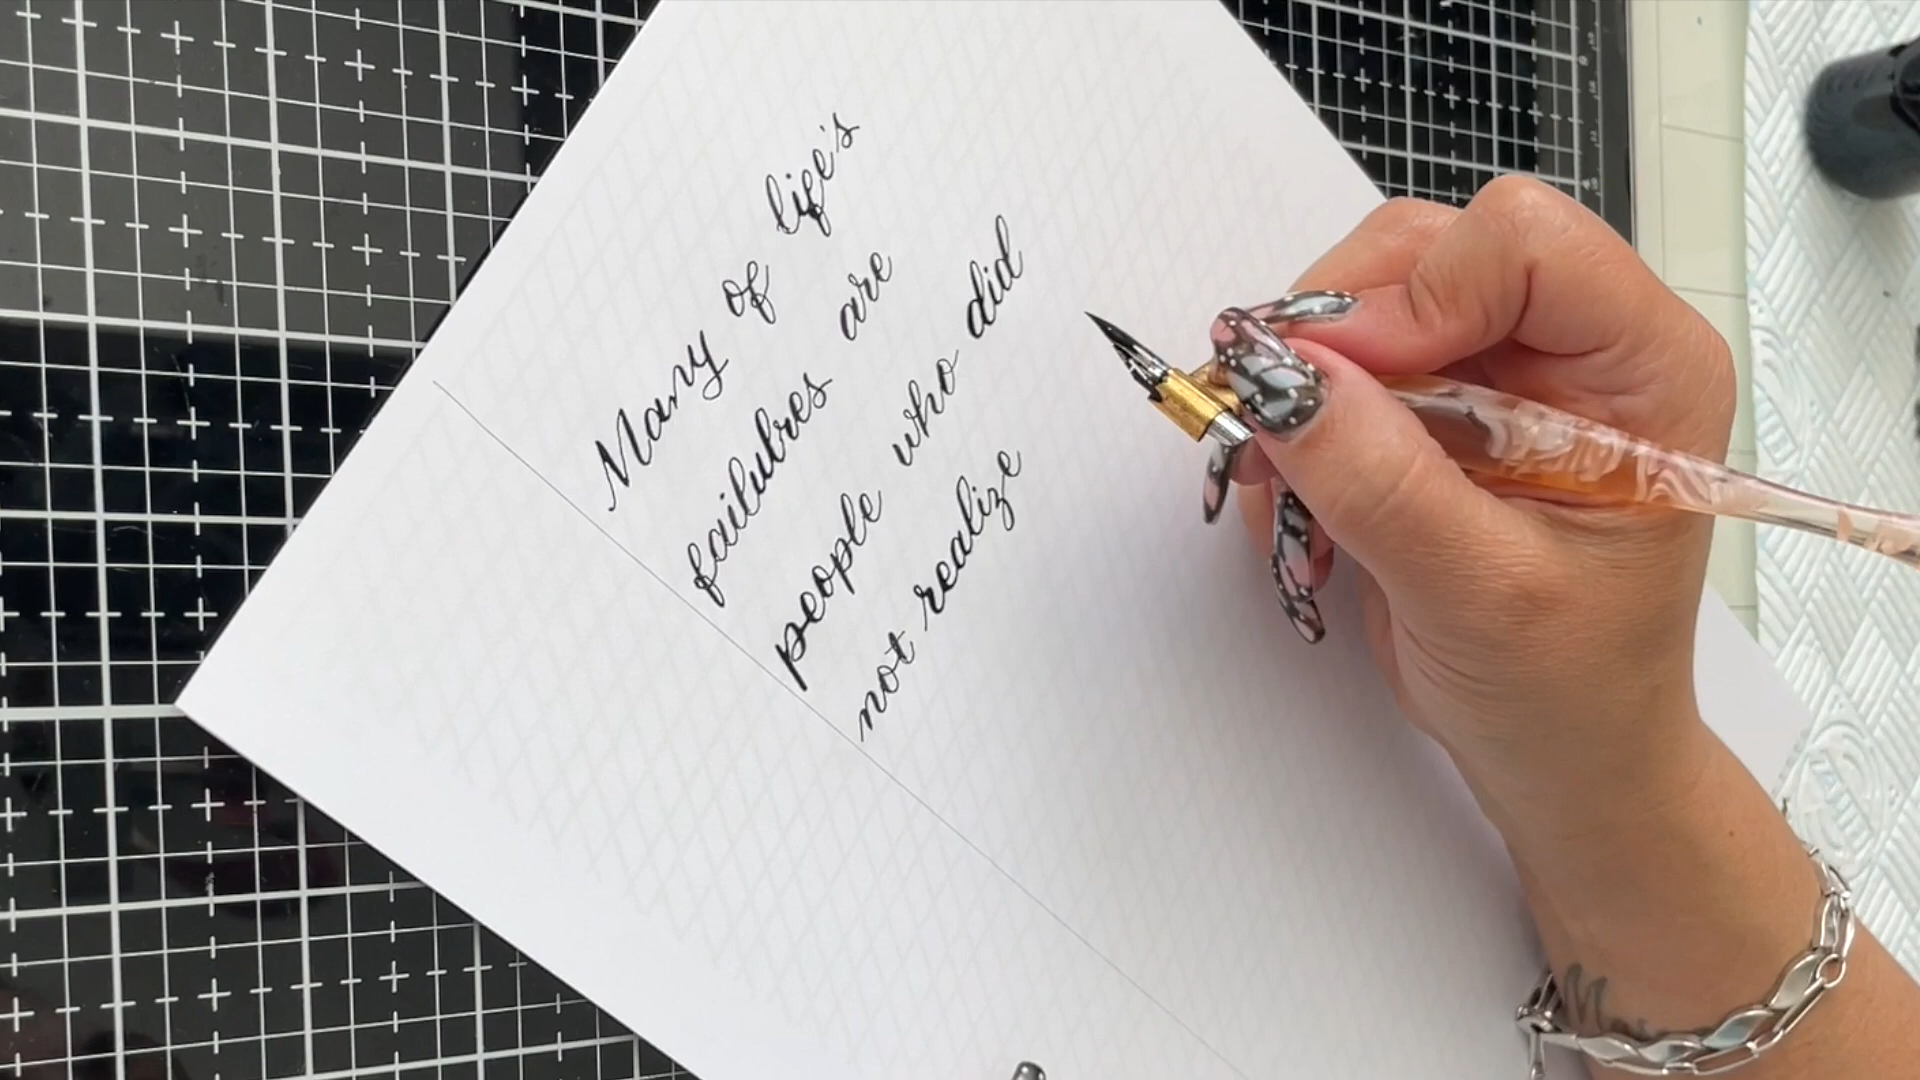 Many of life's
failulres are
people who did
not realize